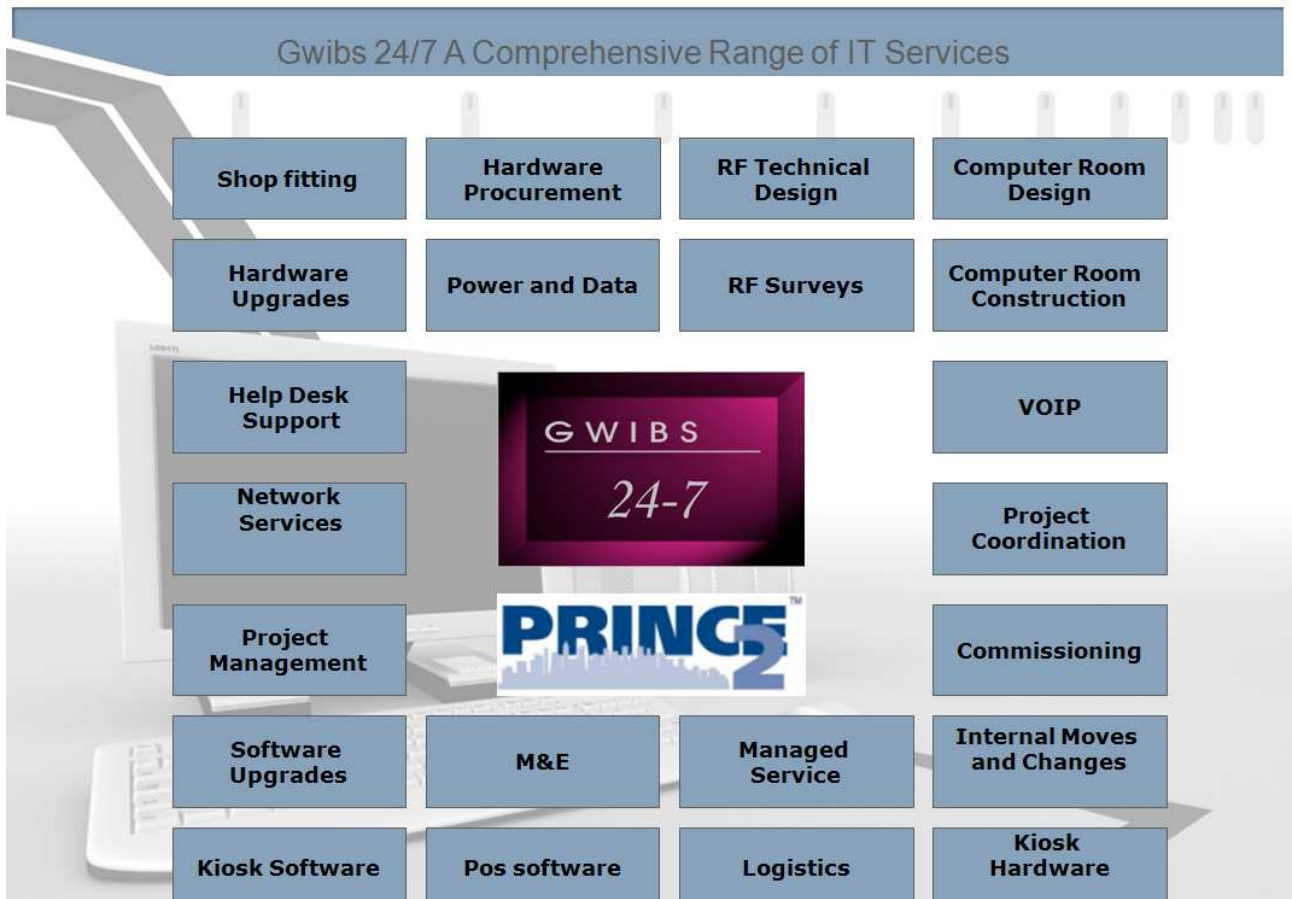 Gwibs 24/7 A Comprehensive Range of IT Services
Shop fitting
Hardware
Procurement
RF Technical
Design
Computer Room
Design
Hardware
Upgrades
Power and Data
RF Surveys
Computer Room
Construction
Help Desk
Support
GWIBS
24-7
VOIP
Network
Services
Project
Coordination
Project
Management
PRINCE2™
Commissioning
Software
Upgrades
M&E
Managed
Service
Internal Moves
and Changes
Kiosk Software
Pos software
Logistics
Kiosk
Hardware